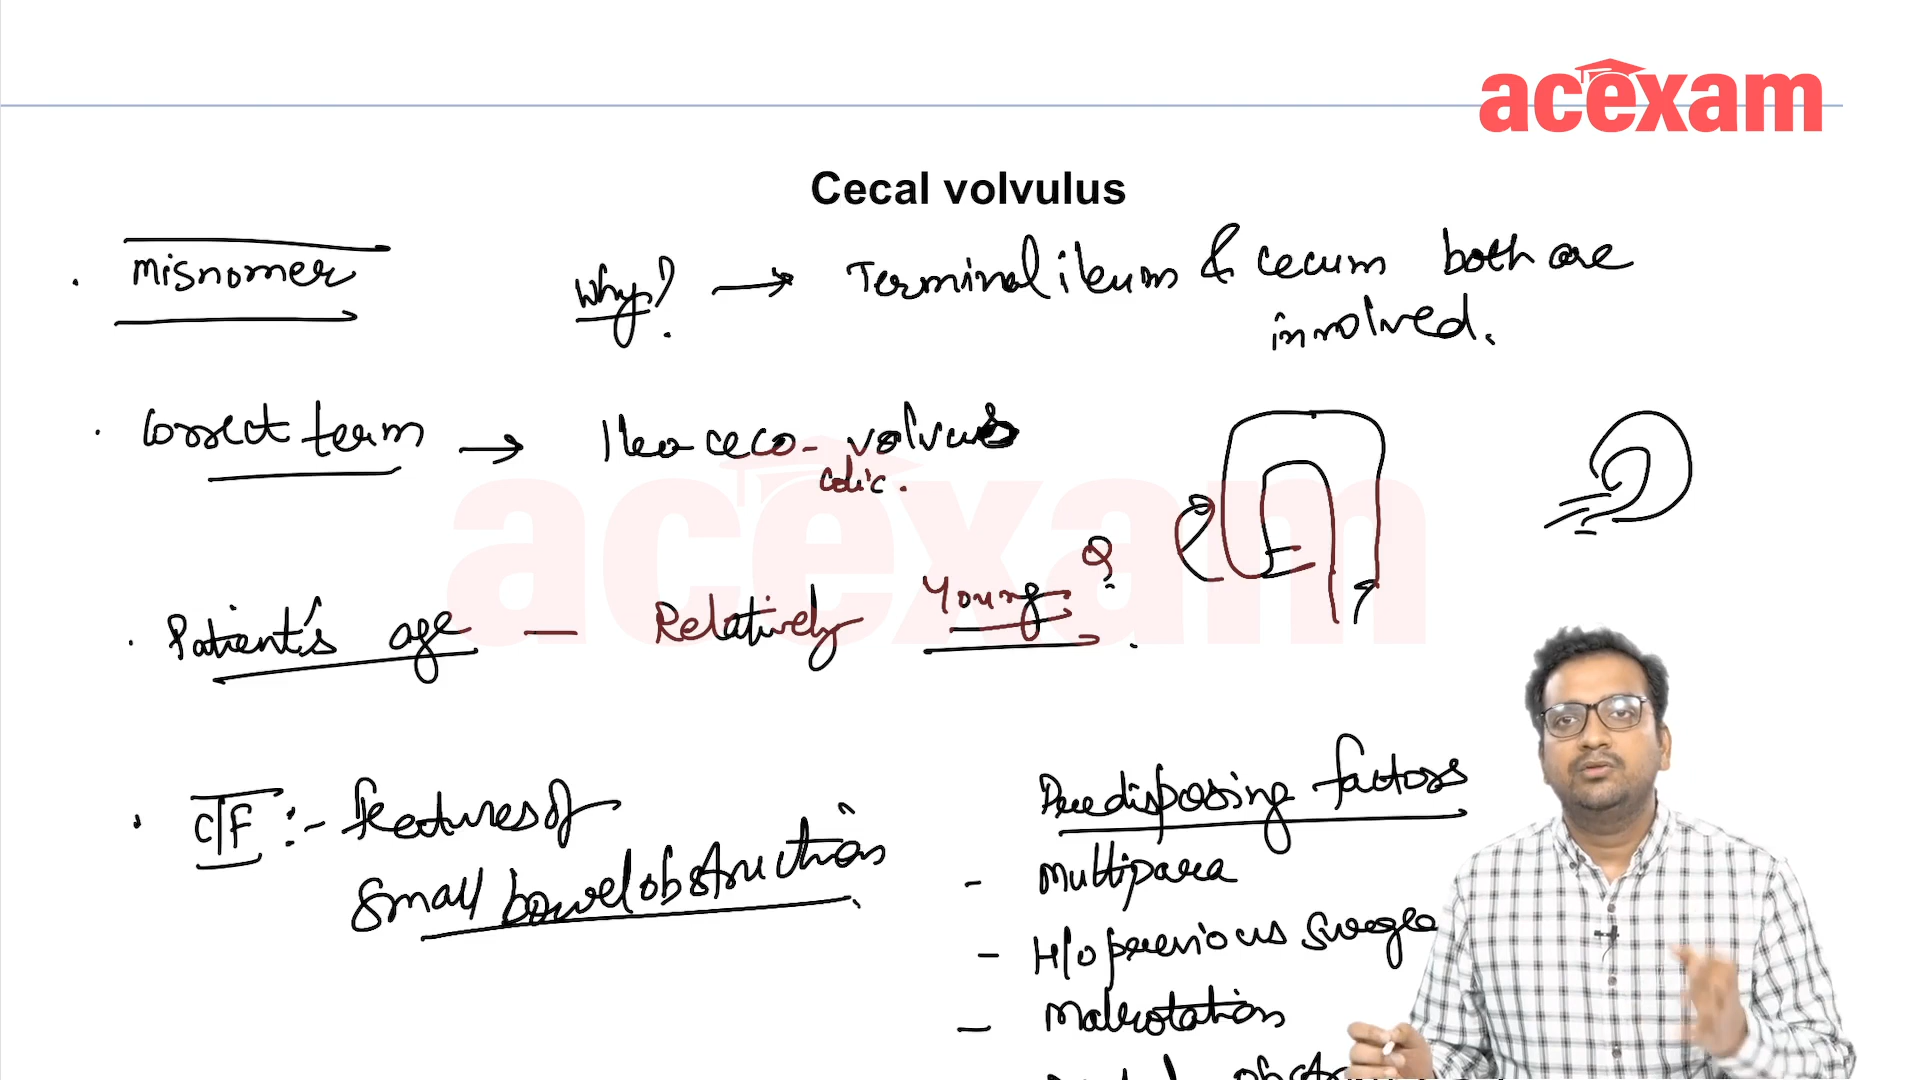 acexam
Cecal volvulus
. Misnomer Why? → Terminal ileum & cecum both are
involved.
. Correct term → Ileo-ceco- volvulus
colic.
. Patient's age — Relatively Young Q
. C/F :- Features of
Small bowel obstruction
Predisposing factors
- Multipara
- H/o previous
- Malrotation
acexam